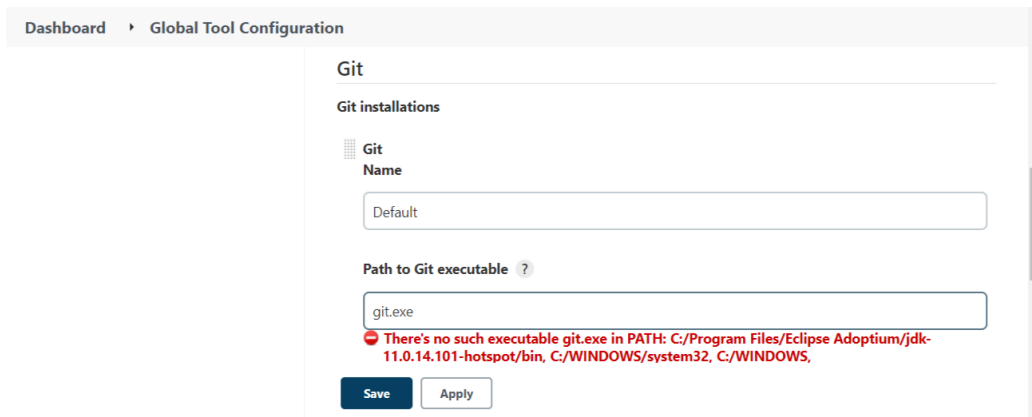 Dashboard Global Tool Configuration
Git
Git installations
Git
Name
Default
Path to Git executable ?
git.exe
There's no such executable git.exe in PATH: C:/Program Files/Eclipse Adoptium/jdk-
11.0.14.101-hotspot/bin, C:/WINDOWS/system32, C:/WINDOWS,
Save Apply